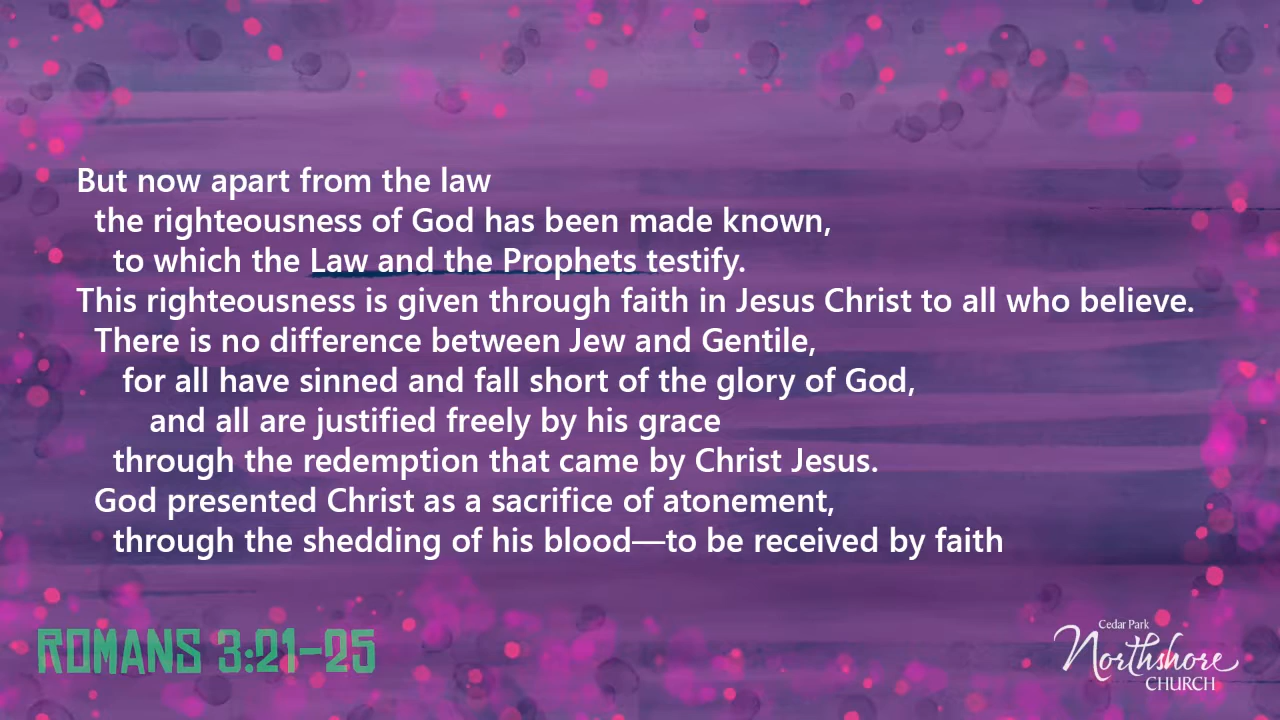 But now apart from the law
the righteousness of God has been made known,
to which the Law and the Prophets testify.
This righteousness is given through faith in Jesus Christ to all who believe.
There is no difference between Jew and Gentile,
for all have sinned and fall short of the glory of God,
and all are justified freely by his grace
through the redemption that came by Christ Jesus.
God presented Christ as a sacrifice of atonement,
through the shedding of his blood—to be received by faith
ROMANS 3:21-25
Cedar Park
Northshore
CHURCH